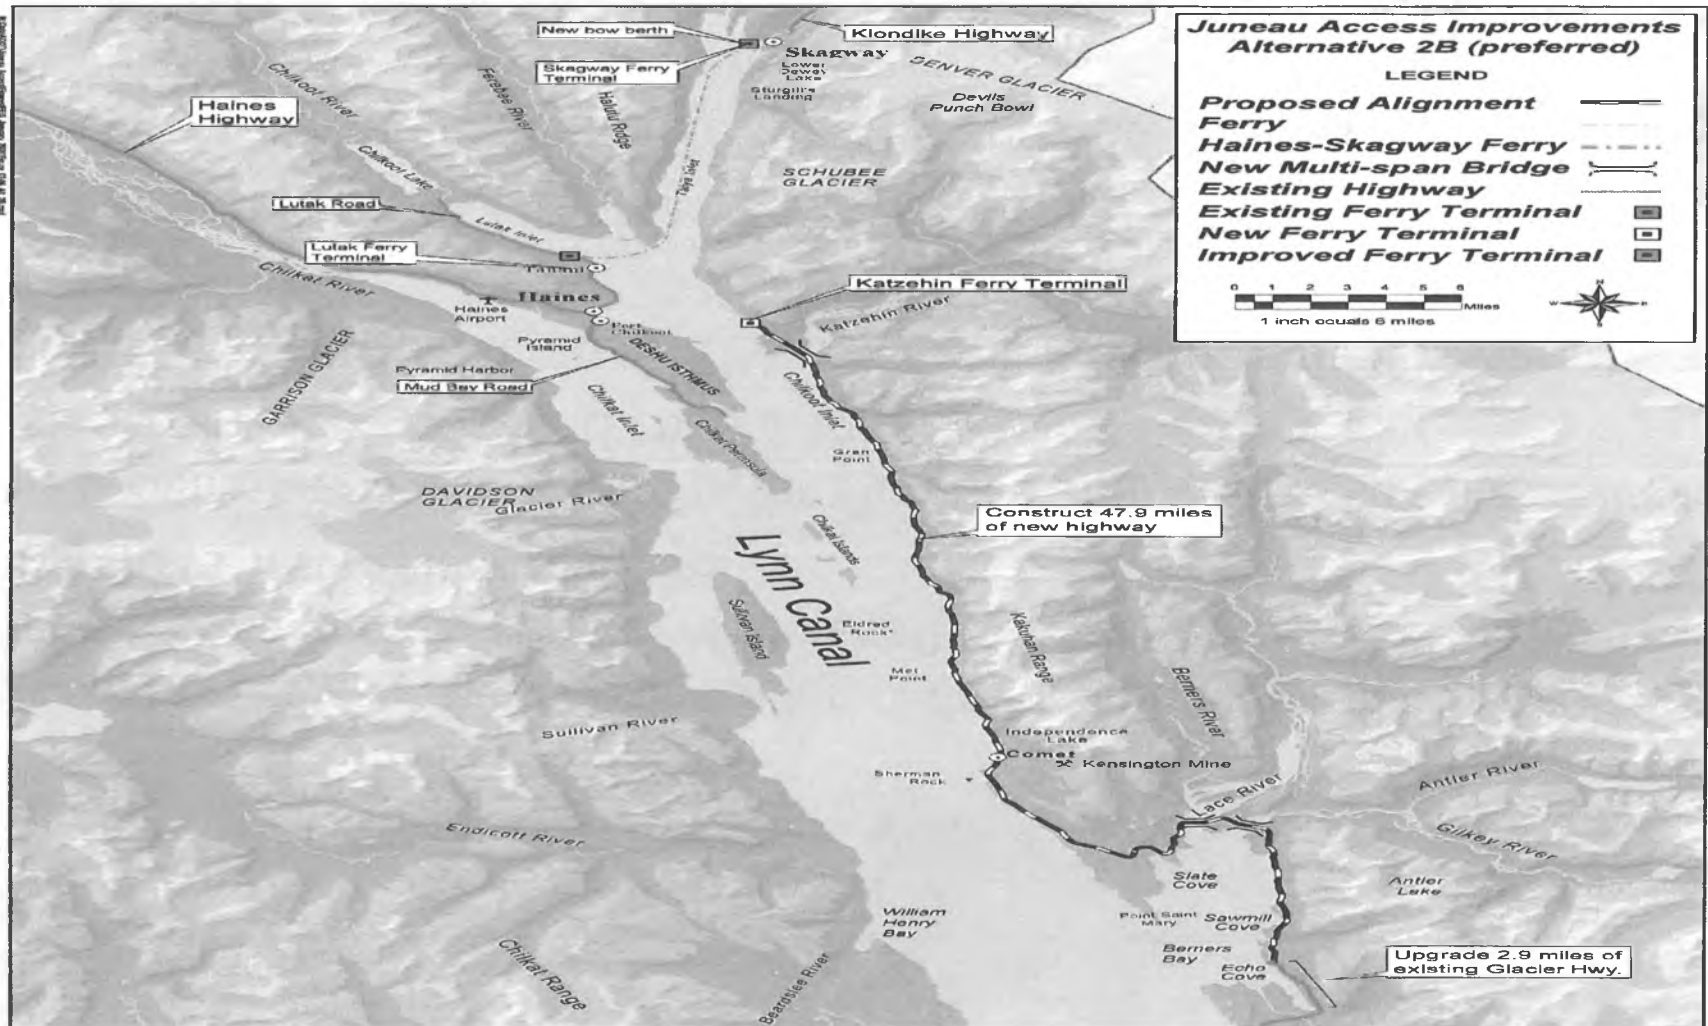 New bow berth
Klondike Highway
Skagway
Skagway Ferry
Terminal
Lower
Dewey
Lake
Sturgill's
Landing
DENVER GLACIER
Devils
Punch Bowl
Juneau Access Improvements
Alternative 2B (preferred)
LEGEND
Proposed Alignment
Ferry
Haines-Skagway Ferry
New Multi-span Bridge
Existing Highway
Existing Ferry Terminal
New Ferry Terminal
Improved Ferry Terminal
N
W
S
0 1 2 3 4 5 6
Miles
1 inch equals 6 miles
Haines
Highway
Chilkoot River
Ferebee River
Halutu Ridge
Taiya Inlet
SCHUBEE
GLACIER
Chilkoot Lake
Lutak Road
Lutak Inlet
Lutak Ferry
Terminal
Tanani
Chilkat River
Haines
Haines
Airport
Port
Chilkoot
Katzehin Ferry Terminal
Katzehin River
Pyramid
Island
DESHU ISTHMUS
GARRISON GLACIER
Pyramid Harbor
Mud Bay Road
Chilkat Inlet
Chilkoot Inlet
Chilkat Peninsula
Gran
Point
DAVIDSON
GLACIER
Glacier River
Construct 47.9 miles
of new highway
Chilkat Islands
Lynn Canal
Sullivan Island
Eldred
Rock
Met
Point
Kakuhan Range
Berners River
Sullivan River
Independence
Lake
Comet
Kensington Mine
Sherman
Rock
Lace River
Antler River
Gilkey River
Endicott River
Slate
Cove
Antler
Lake
William
Henry
Bay
Point Saint
Mary
Sawmill
Cove
Berners
Bay
Echo
Cove
Chilkat Range
Beardslee River
Upgrade 2.9 miles of
existing Glacier Hwy.